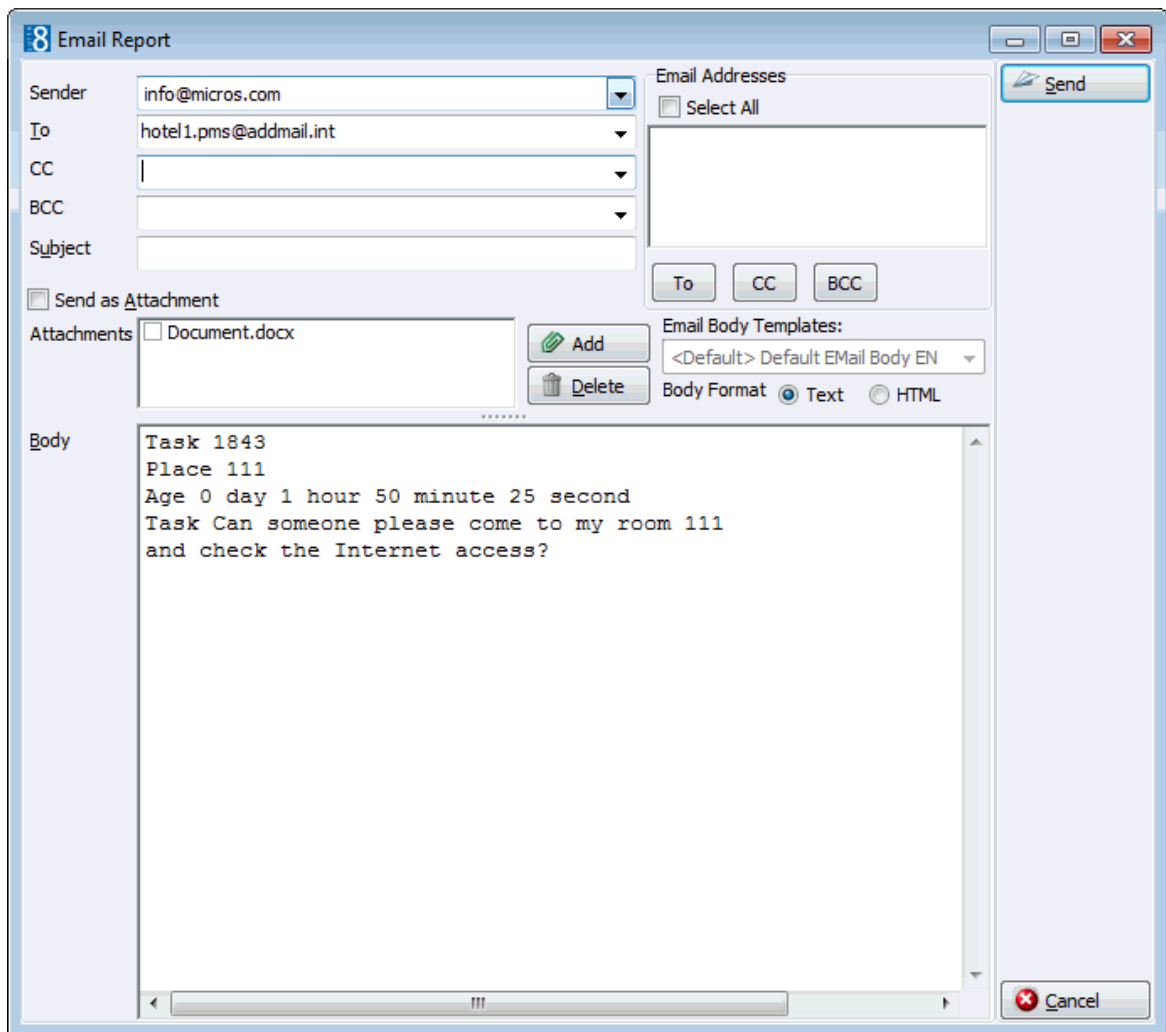 8 Email Report
Sender info@micros.com
To hotel1.pms@addmail.int
CC
BCC
Subject
Email Addresses
Select All
To CC BCC
Send
Send as Attachment
Attachments Document.docx
Add
Delete
Email Body Templates:
<Default> Default EMail Body EN
Body Format Text HTML
Body
Task 1843
Place 111
Age 0 day 1 hour 50 minute 25 second
Task Can someone please come to my room 111
and check the Internet access?
Cancel